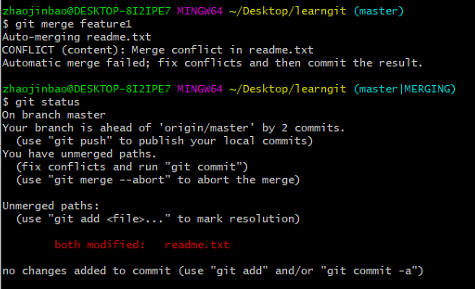 zhaojinbao@DESKTOP-8I2IPE7 MINGW64 ~/Desktop/learngit (master)
$ git merge feature1
Auto-merging readme.txt
CONFLICT (content): Merge conflict in readme.txt
Automatic merge failed; fix conflicts and then commit the result.

zhaojinbao@DESKTOP-8I2IPE7 MINGW64 ~/Desktop/learngit (master|MERGING)
$ git status
On branch master
Your branch is ahead of 'origin/master' by 2 commits.
  (use "git push" to publish your local commits)
You have unmerged paths.
  (fix conflicts and run "git commit")
  (use "git merge --abort" to abort the merge)

Unmerged paths:
  (use "git add <file>..." to mark resolution)

        both modified:   readme.txt

no changes added to commit (use "git add" and/or "git commit -a")